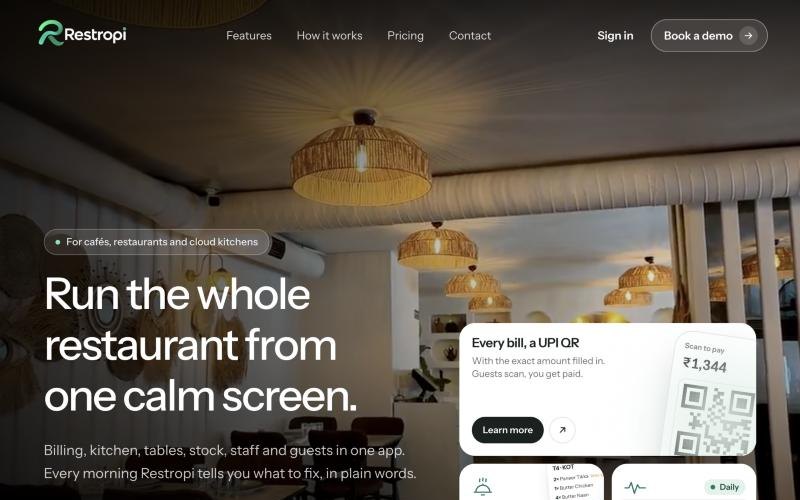 Restropi
Features
How it works
Pricing
Contact
Sign in
Book a demo
For cafés, restaurants and cloud kitchens
Run the whole
restaurant from
one calm screen.
Billing, kitchen, tables, stock, staff and guests in one app.
Every morning Restropi tells you what to fix, in plain words.
Every bill, a UPI QR
With the exact amount filled in.
Guests scan, you get paid.
Learn more
Scan to pay
₹1,344
T4·KOT
2× Paneer Tikka
1× Butter Chicken
4× Butter Naan
Daily